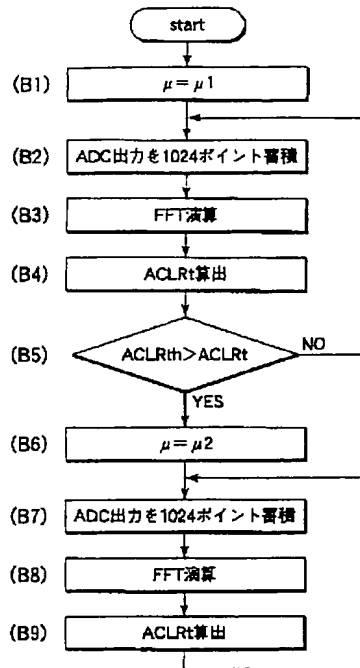 start
(B1) μ=μ1
(B2) ADC出力を1024ポイント蓄積
(B3) FFT演算
(B4) ACLRt算出
(B5) ACLRth>ACLRt NO
YES
(B6) μ=μ2
(B7) ADC出力を1024ポイント蓄積
(B8) FFT演算
(B9) ACLRt算出